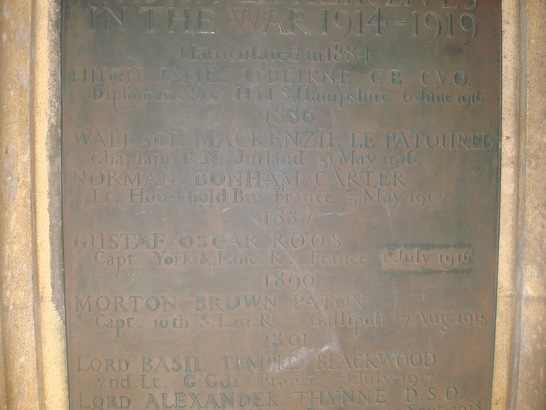 IN THE WAR 1914-1919
Matriculated in 1884
HUGH JAMES O'BEIRNE C.B. C.V.O.
Diplomatic Sec. H.M.S. Hampshire 6 June 1916
1886
WALLACE MACKENZIE LE PATOUREL
Chaplain R.N. Jutland 31 May 1916
NORMAN BONHAM-CARTER
Lt. Household Bn. France 3 May 1917
1887
GUSTAF OSCAR ROOS
Capt. York & Lanc. R. France 1 July 1916
1890
MORTON BROWN PATON
Capt. 10th S. Lan. R. Gallipoli 7 Aug. 1915
1891
LORD BASIL TEMPLE BLACKWOOD
2nd Lt. G. Gds France 3 July 1917
LORD ALEXANDER THYNNE D.S.O.